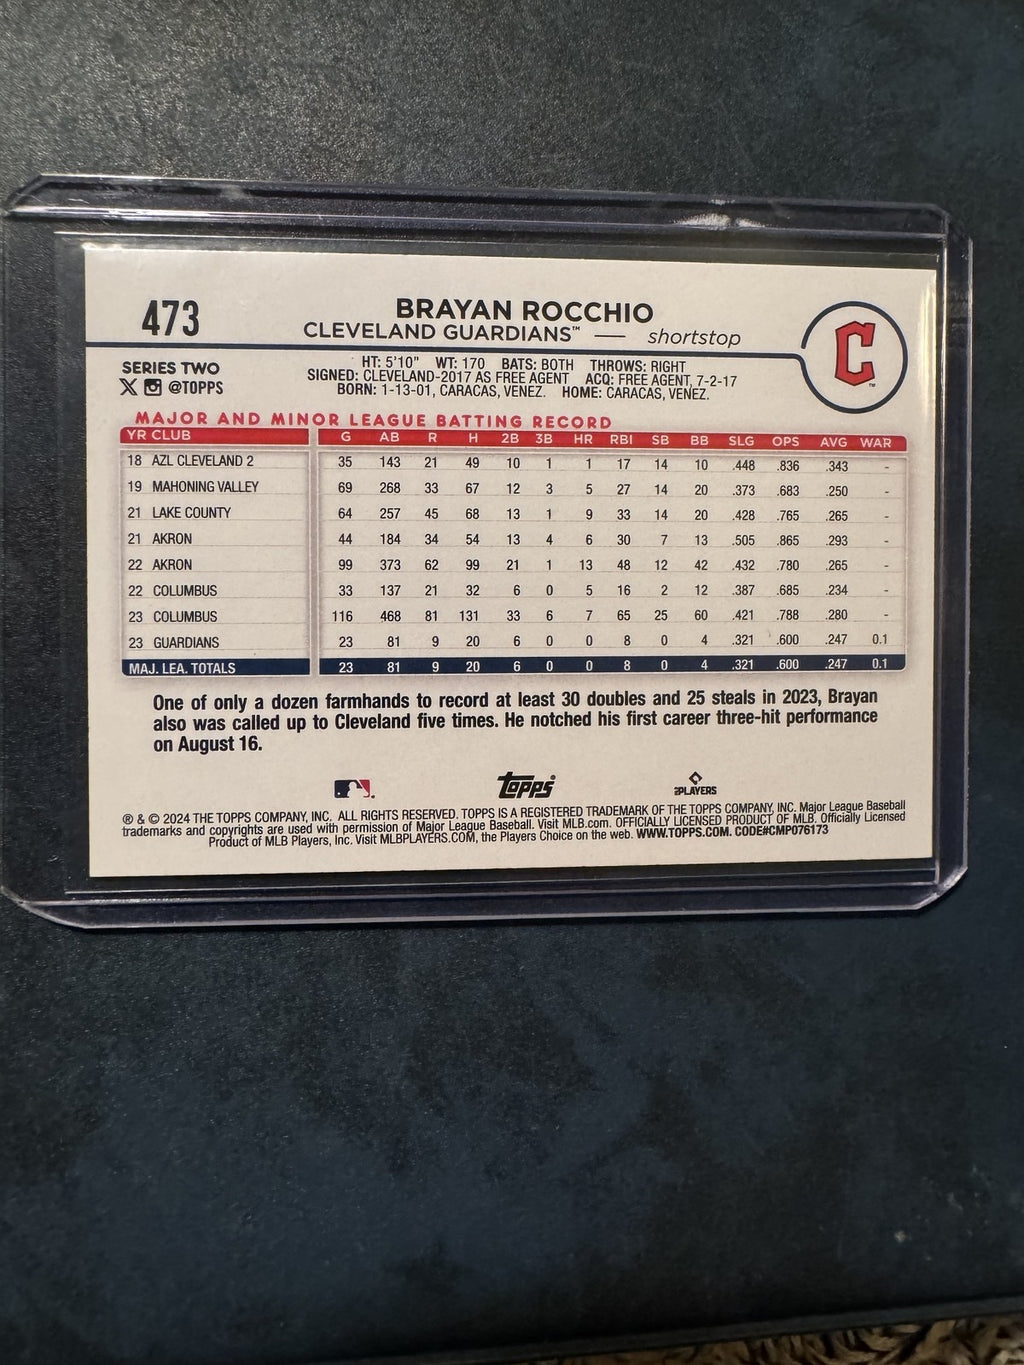 473
BRAYAN ROCCHIO
CLEVELAND GUARDIANS™ — shortstop
C™
SERIES TWO
X @TOPPS
HT: 5'10" WT: 170 BATS: BOTH THROWS: RIGHT
SIGNED: CLEVELAND-2017 AS FREE AGENT ACQ: FREE AGENT, 7-2-17
BORN: 1-13-01, CARACAS, VENEZ. HOME: CARACAS, VENEZ.
MAJOR AND MINOR LEAGUE BATTING RECORD
YR CLUB G AB R H 2B 3B HR RBI SB BB SLG OPS AVG WAR
18 AZL CLEVELAND 2 35 143 21 49 10 1 1 17 14 10 .448 .836 .343 -
19 MAHONING VALLEY 69 268 33 67 12 3 5 27 14 20 .373 .683 .250 -
21 LAKE COUNTY 64 257 45 68 13 1 9 33 14 20 .428 .765 .265 -
21 AKRON 44 184 34 54 13 4 6 30 7 13 .505 .865 .293 -
22 AKRON 99 373 62 99 21 1 13 48 12 42 .432 .780 .265 -
22 COLUMBUS 33 137 21 32 6 0 5 16 2 12 .387 .685 .234 -
23 COLUMBUS 116 468 81 131 33 6 7 65 25 60 .421 .788 .280 -
23 GUARDIANS 23 81 9 20 6 0 0 8 0 4 .321 .600 .247 0.1
MAJ. LEA. TOTALS 23 81 9 20 6 0 0 8 0 4 .321 .600 .247 0.1
One of only a dozen farmhands to record at least 30 doubles and 25 steals in 2023, Brayan
also was called up to Cleveland five times. He notched his first career three-hit performance
on August 16.
topps
PLAYERS
® & © 2024 THE TOPPS COMPANY, INC. ALL RIGHTS RESERVED. TOPPS IS A REGISTERED TRADEMARK OF THE TOPPS COMPANY, INC. Major League Baseball
trademarks and copyrights are used with permission of Major League Baseball. Visit MLB.com. OFFICIALLY LICENSED PRODUCT OF MLB. Officially Licensed
Product of MLB Players, Inc. Visit MLBPLAYERS.COM, the Players Choice on the web. WWW.TOPPS.COM. CODE#CMP076173